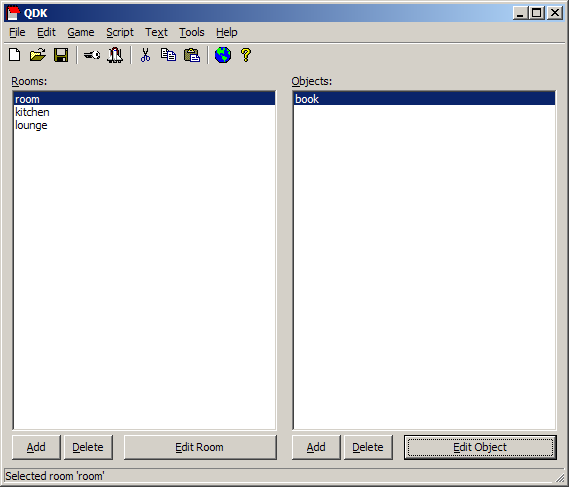 QDK
File Edit Game Script Text Tools Help
Rooms: Objects:
room book
kitchen
lounge
Add Delete Edit Room Add Delete Edit Object
Selected room 'room'